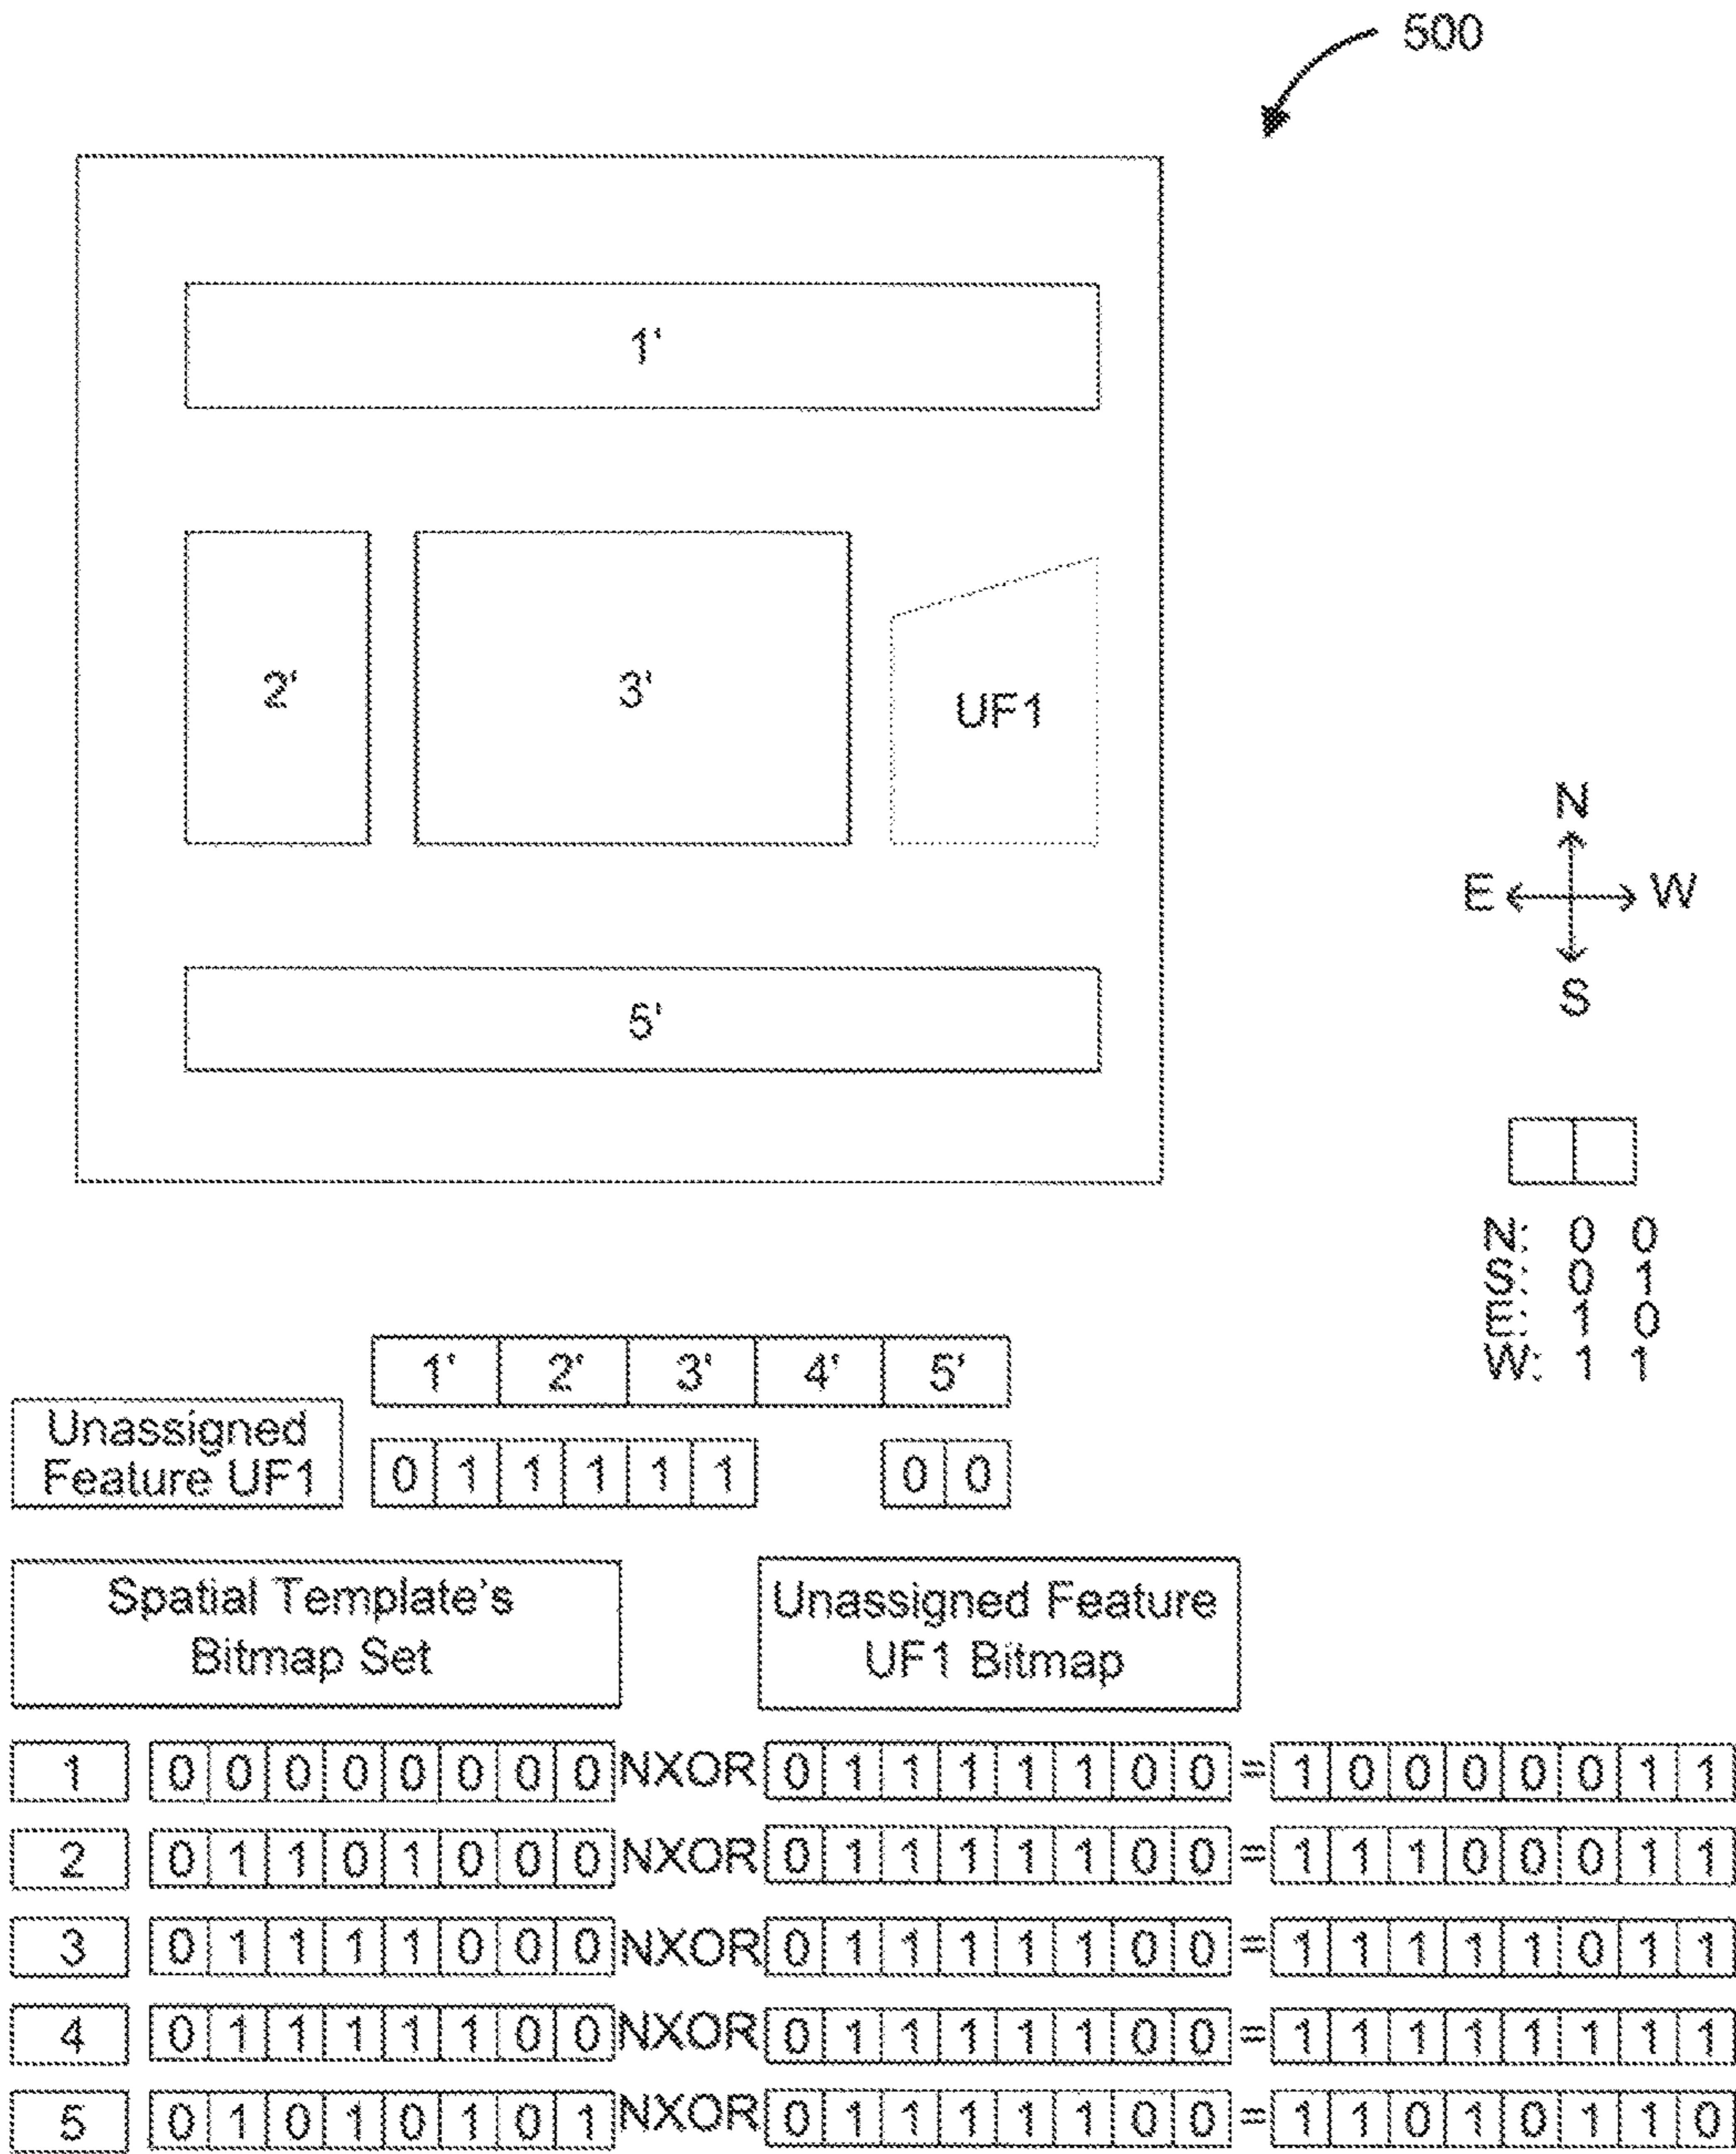 500
1'
2'
3'
UF1
N
E W
S
5'
N: 0 0
S: 0 1
E: 1 0
W: 1 1
1' 2' 3' 4' 5'
Unassigned
Feature UF1
0 1 1 1 1 1 0 0
Spatial Template's
Bitmap Set
Unassigned Feature
UF1 Bitmap
1 0 0 0 0 0 0 0 0 NXOR 0 1 1 1 1 1 0 0 = 1 0 0 0 0 0 1 1
2 0 1 1 0 1 0 0 0 NXOR 0 1 1 1 1 1 0 0 = 1 1 1 0 0 0 1 1
3 0 1 1 1 1 0 0 0 NXOR 0 1 1 1 1 1 0 0 = 1 1 1 1 1 0 1 1
4 0 1 1 1 1 1 0 0 NXOR 0 1 1 1 1 1 0 0 = 1 1 1 1 1 1 1 1
5 0 1 0 1 0 1 0 1 NXOR 0 1 1 1 1 1 0 0 = 1 1 0 1 0 1 1 0